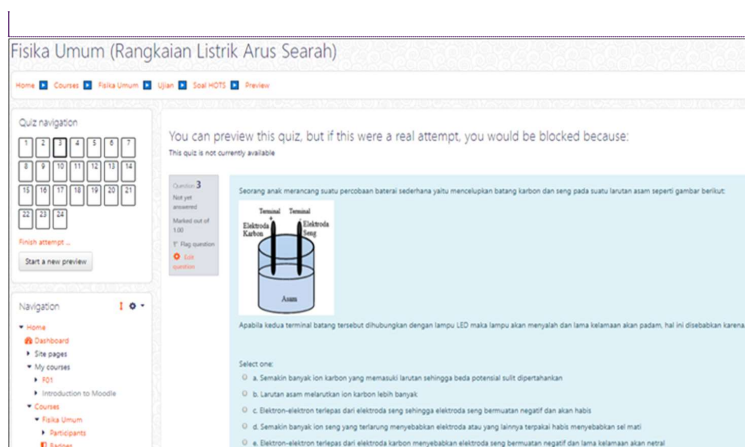 Fisika Umum (Rangkaian Listrik Arus Searah)
Home Courses Fisika Umum Ujian Soal HOTS Preview
Quiz navigation
1 2 3 4 5 6 7
8 9 10 11 12 13 14
15 16 17 18 19 20 21
22 23 24
Finish attempt ...
Start a new preview
Navigation
Home
Dashboard
Site pages
My courses
F01
Introduction to Moodle
Courses
Fisika Umum
Participants
Badges
You can preview this quiz, but if this were a real attempt, you would be blocked because:
This quiz is not currently available
Question 3
Not yet
answered
Marked out of
1.00
Flag question
Edit
question
Seorang anak merancang suatu percobaan baterai sederhana yaitu mencelupkan batang karbon dan seng pada suatu larutan asam seperti gambar berikut:
Terminal Terminal
+ -
Elektroda Elektroda
Karbon Seng
Asam
Apabila kedua terminal batang tersebut dihubungkan dengan lampu LED maka lampu akan menyalah dan lama kelamaan akan padam, hal ini disebabkan karena
Select one:
a. Semakin banyak ion karbon yang memasuki larutan sehingga beda potensial sulit dipertahankan
b. Larutan asam melarutkan ion karbon lebih banyak
c. Elektron-elektron terlepas dari elektroda seng sehingga elektroda seng bermuatan negatif dan akan habis
d. Semakin banyak ion seng yang terlarung menyebabkan elektroda atau yang lainnya terpakai habis menyebabkan sel mati
e. Elektron-elektron terlepas dari elektroda karbon menyebabkan elektroda seng bermuatan negatif dan lama kelamaan akan netral